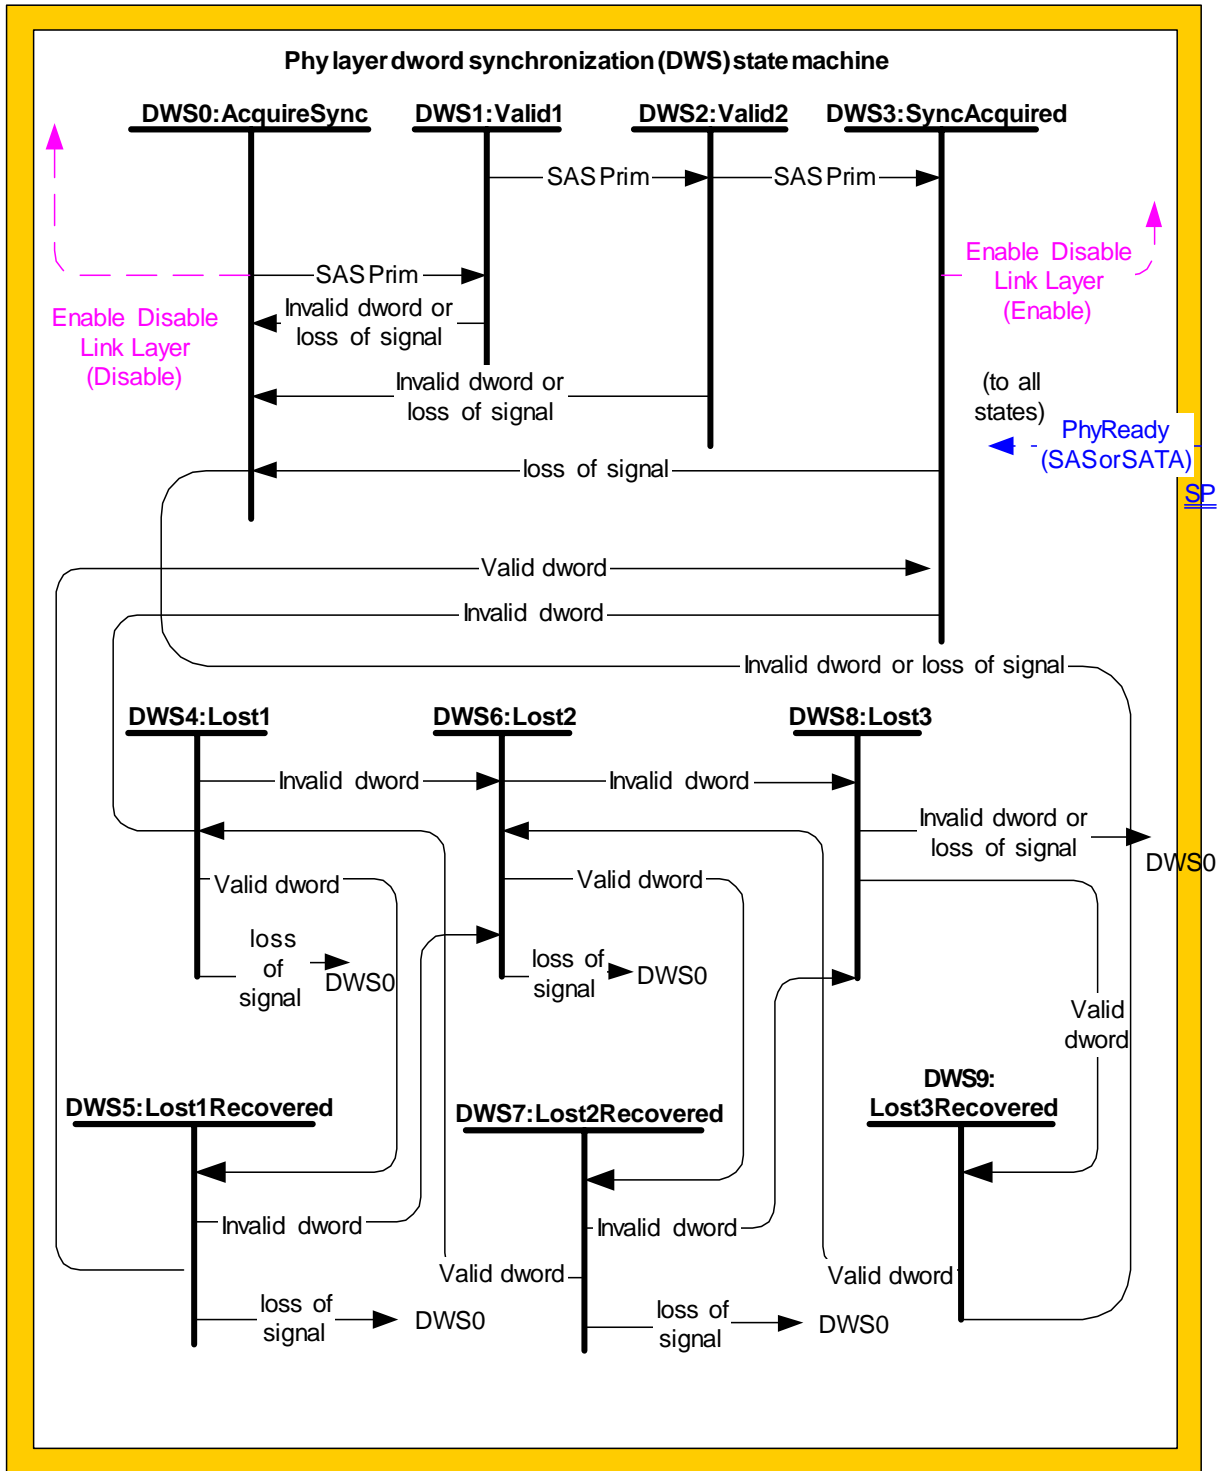 Phy layer dword synchronization (DWS) state machine
DWS0:AcquireSync
DWS1:Valid1
DWS2:Valid2
DWS3:SyncAcquired
SAS Prim
SAS Prim
SAS Prim
Enable Disable
Link Layer
(Enable)
Invalid dword or
loss of signal
Enable Disable
Link Layer
(Disable)
Invalid dword or
loss of signal
(to all
states)
PhyReady
(SASorSATA)
SP
loss of signal
Valid dword
Invalid dword
Invalid dword or loss of signal
DWS4:Lost1
DWS6:Lost2
DWS8:Lost3
Invalid dword
Invalid dword
Invalid dword or
loss of signal
DWS0
Valid dword
Valid dword
loss
of
signal
DWS0
loss of
signal
DWS0
Valid
dword
DWS5:Lost1Recovered
DWS7:Lost2Recovered
DWS9:
Lost3Recovered
Invalid dword
Invalid dword
Valid dword
Valid dword
loss of
signal
DWS0
loss of
signal
DWS0